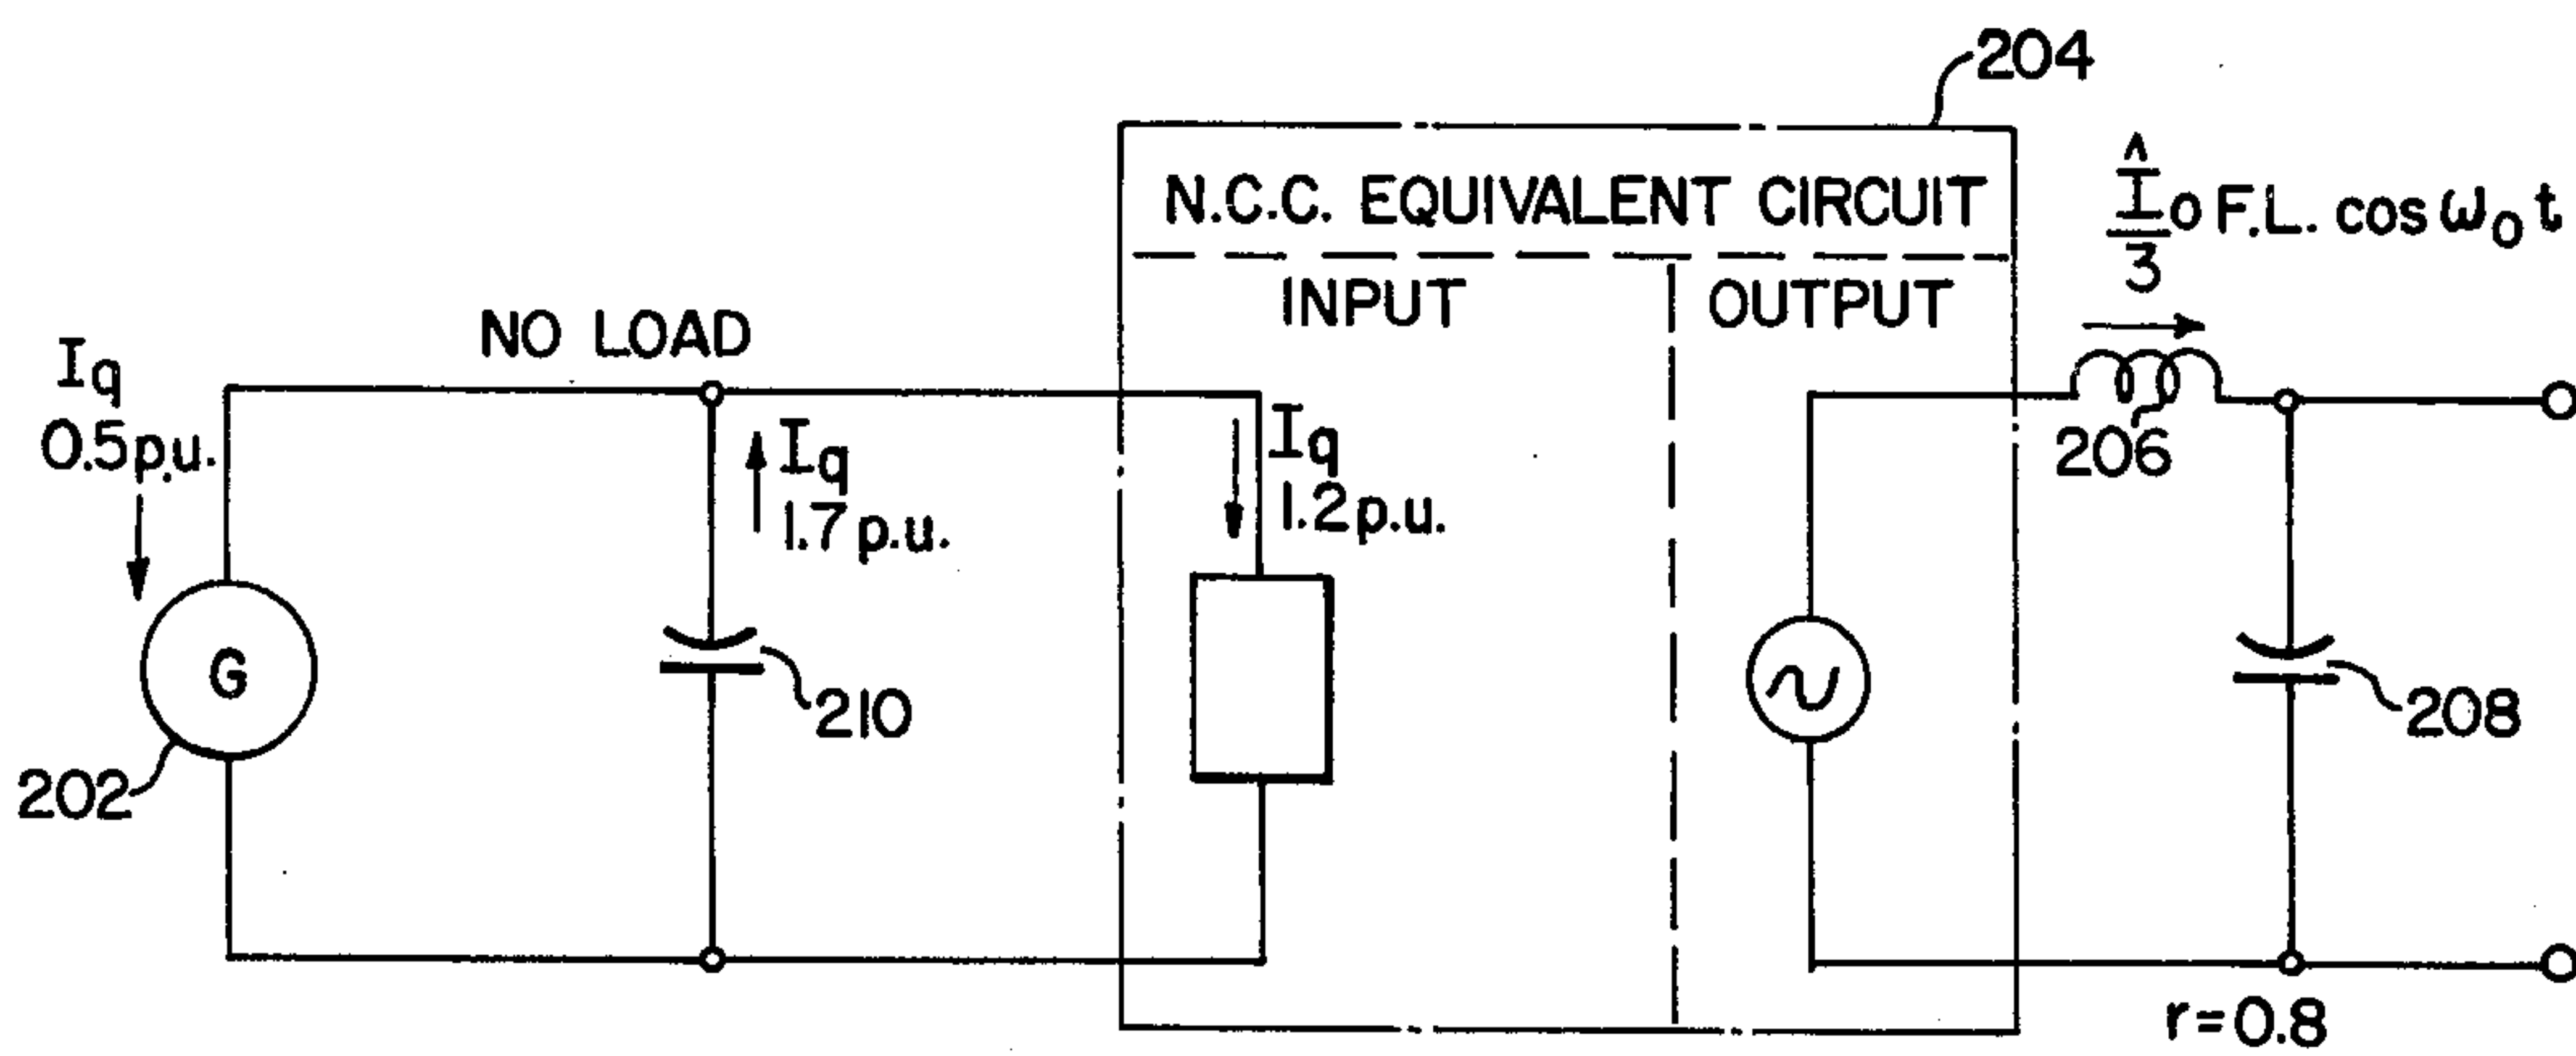 204
N.C.C. EQUIVALENT CIRCUIT
INPUT
OUTPUT
Î/3 o F.L. cos ω₀ t
NO LOAD
Iq
0.5 p.u.
Iq
1.7 p.u.
Iq
1.2 p.u.
206
G
202
210
208
r=0.8